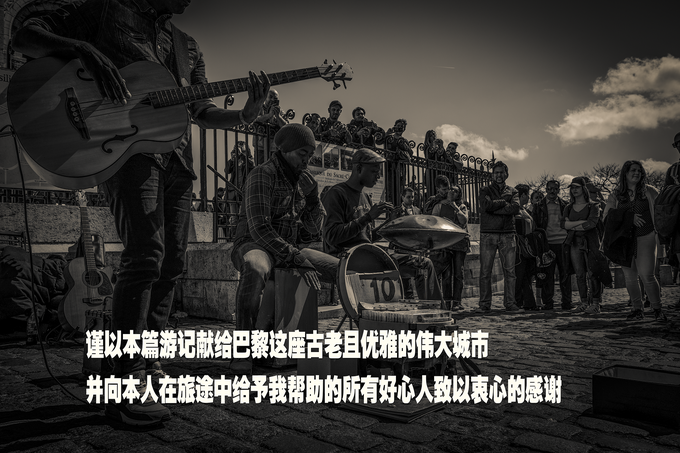 谨以本篇游记献给巴黎这座古老且优雅的伟大城市
并向本人在旅途中给予我帮助的所有好心人致以衷心的感谢
10